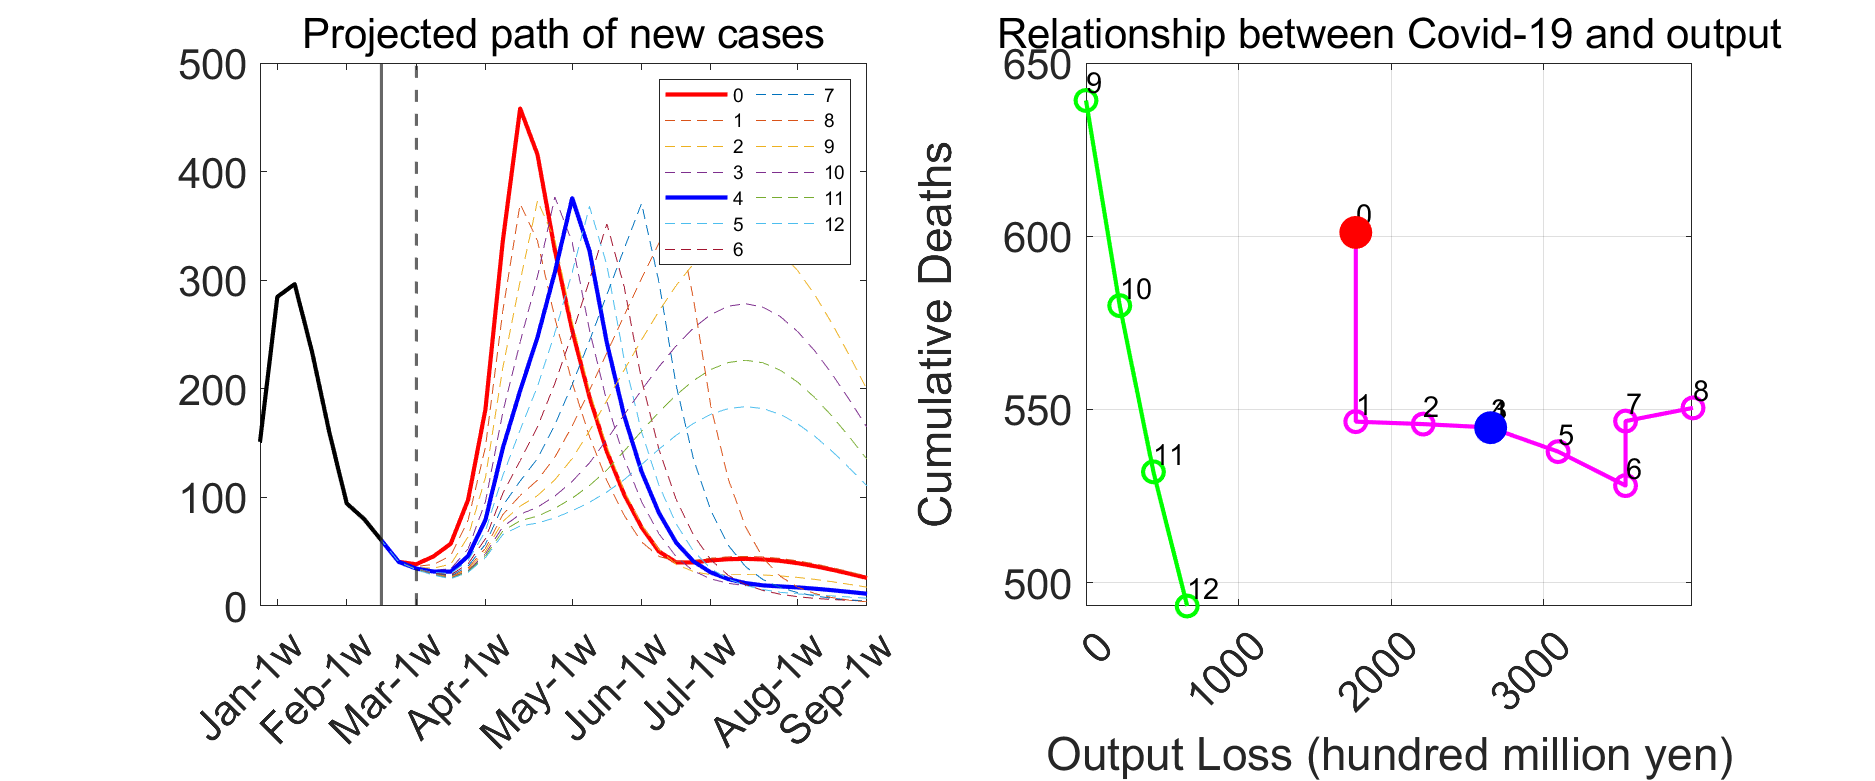 Projected path of new cases
500
400
300
200
100
0
Jan-1w
Feb-1w
Mar-1w
Apr-1w
May-1w
Jun-1w
Jul-1w
Aug-1w
Sep-1w
0
1
2
3
4
5
6
7
8
9
10
11
12
Relationship between Covid-19 and output
Cumulative Deaths
650
600
550
500
0
1000
2000
3000
Output Loss (hundred million yen)
9
10
11
12
0
1
2
5
6
7
8